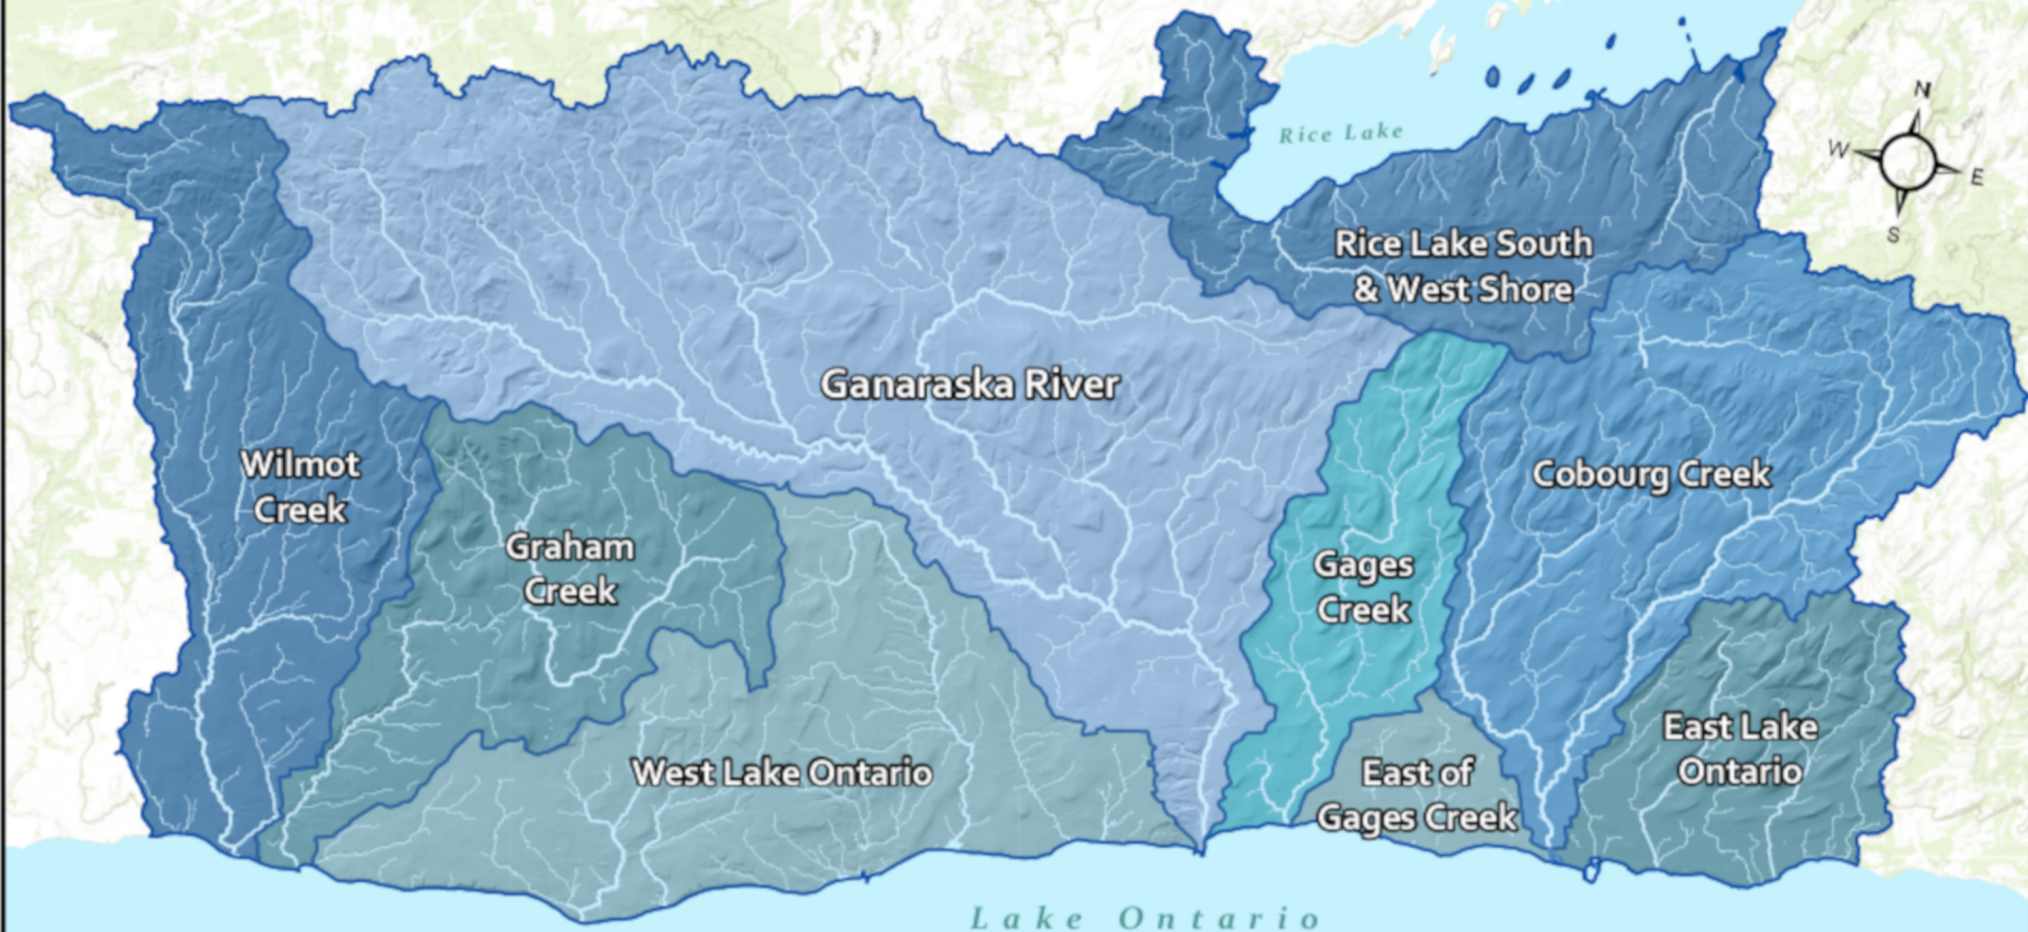 N
Rice Lake
W
E
S
Rice Lake South
& West Shore
Ganaraska River
Wilmot
Creek
Cobourg Creek
Graham
Creek
Gages
Creek
East Lake
Ontario
West Lake Ontario
East of
Gages Creek
Lake Ontario